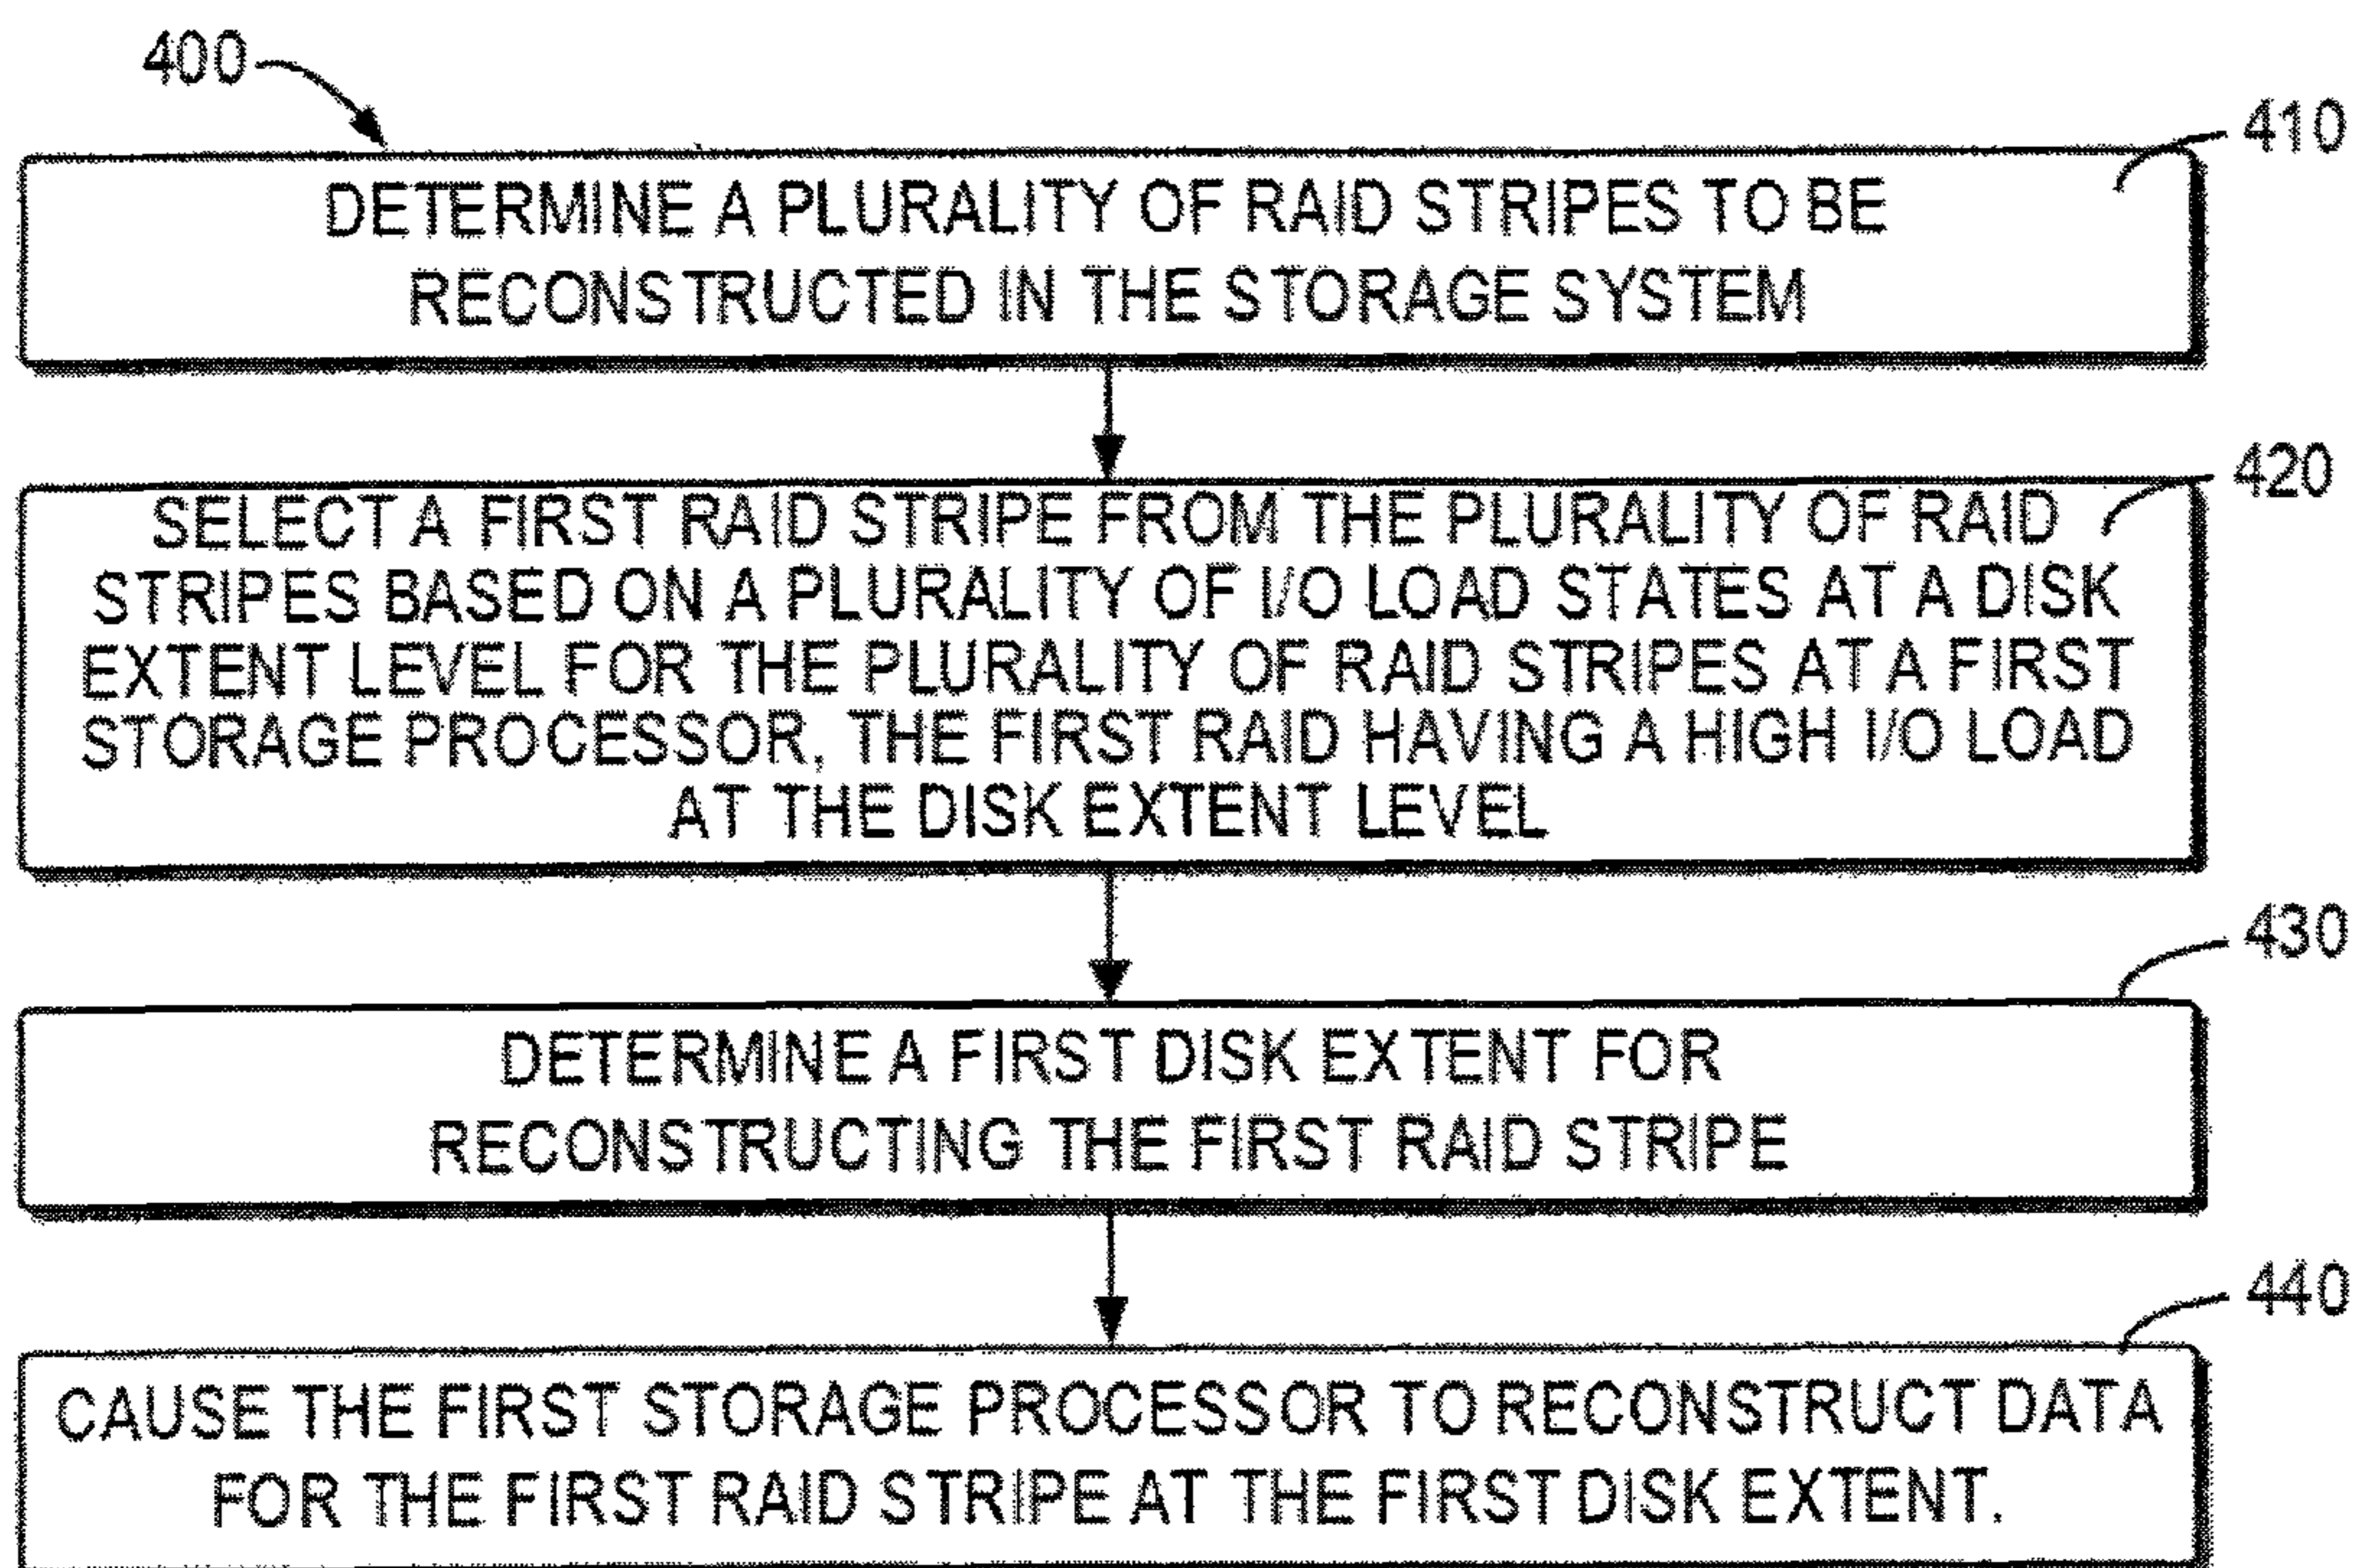 400
410
DETERMINE A PLURALITY OF RAID STRIPES TO BE
RECONSTRUCTED IN THE STORAGE SYSTEM
420
SELECT A FIRST RAID STRIPE FROM THE PLURALITY OF RAID
STRIPES BASED ON A PLURALITY OF I/O LOAD STATES AT A DISK
EXTENT LEVEL FOR THE PLURALITY OF RAID STRIPES AT A FIRST
STORAGE PROCESSOR, THE FIRST RAID HAVING A HIGH I/O LOAD
AT THE DISK EXTENT LEVEL
430
DETERMINE A FIRST DISK EXTENT FOR
RECONSTRUCTING THE FIRST RAID STRIPE
440
CAUSE THE FIRST STORAGE PROCESSOR TO RECONSTRUCT DATA
FOR THE FIRST RAID STRIPE AT THE FIRST DISK EXTENT.